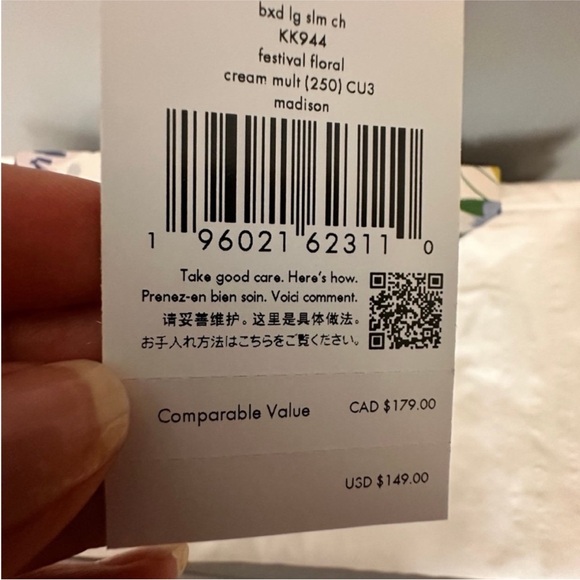 bxd lg slm ch
KK944
festival floral
cream mult (250) CU3
madison
1 96021 62311 0
Take good care. Here's how.
Prenez-en bien soin. Voici comment.
请妥善维护。这里是具体做法。
お手入れ方法はこちらをご覧ください。
Comparable Value CAD $179.00
USD $149.00